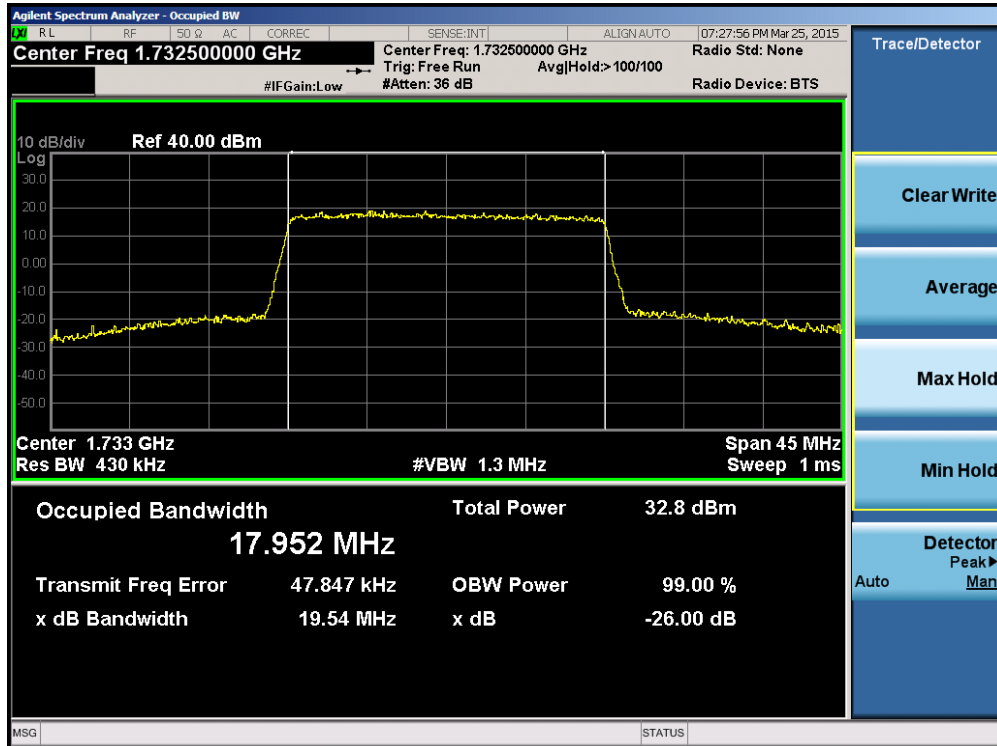 Agilent Spectrum Analyzer - Occupied BW
LXI RL RF 50 Ω AC CORREC SENSE:INT ALIGN AUTO 07:27:56 PM Mar 25, 2015
Center Freq 1.732500000 GHz
Center Freq: 1.732500000 GHz
Radio Std: None
Trig: Free Run Avg|Hold:>100/100
#IFGain:Low
#Atten: 36 dB
Radio Device: BTS
10 dB/div Ref 40.00 dBm
Log
30.0
20.0
10.0
0.00
-10.0
-20.0
-30.0
-40.0
-50.0
Center 1.733 GHz Span 45 MHz
Res BW 430 kHz #VBW 1.3 MHz Sweep 1 ms
Occupied Bandwidth Total Power 32.8 dBm
17.952 MHz
Transmit Freq Error 47.847 kHz OBW Power 99.00 %
x dB Bandwidth 19.54 MHz x dB -26.00 dB
MSG STATUS
Trace/Detector
Clear Write
Average
Max Hold
Min Hold
Detector
Peak▶
Auto Man